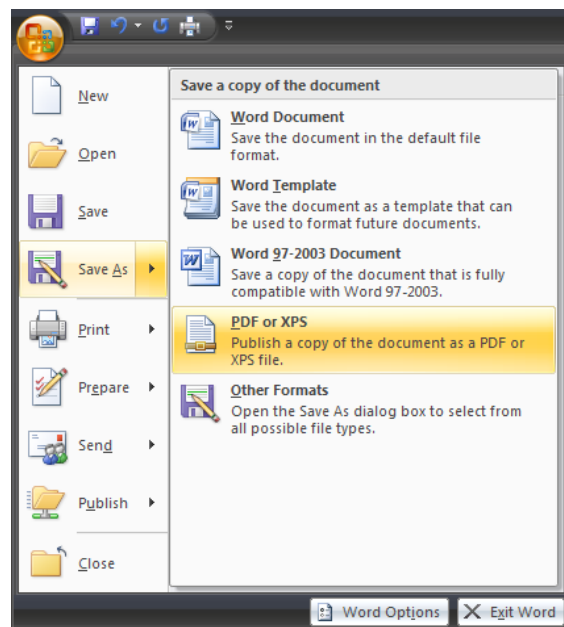 New
Open
Save
Save As
Print
Prepare
Send
Publish
Close
Save a copy of the document
Word Document
Save the document in the default file
format.
Word Template
Save the document as a template that can
be used to format future documents.
Word 97-2003 Document
Save a copy of the document that is fully
compatible with Word 97-2003.
PDF or XPS
Publish a copy of the document as a PDF or
XPS file.
Other Formats
Open the Save As dialog box to select from
all possible file types.
Word Options
Exit Word